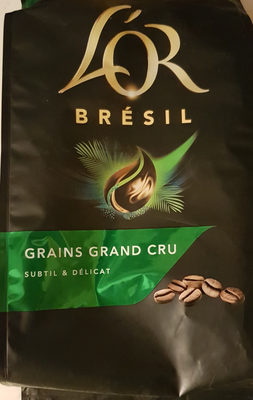 L'OR
BRÉSIL
GRAINS GRAND CRU
SUBTIL & DÉLICAT